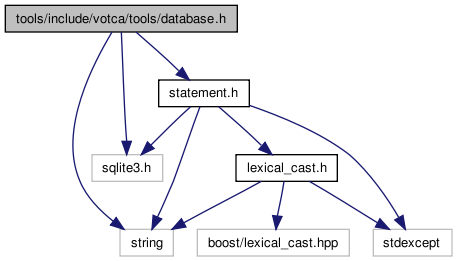 tools/include/votca/tools/database.h
statement.h
sqlite3.h
lexical_cast.h
string
boost/lexical_cast.hpp
stdexcept